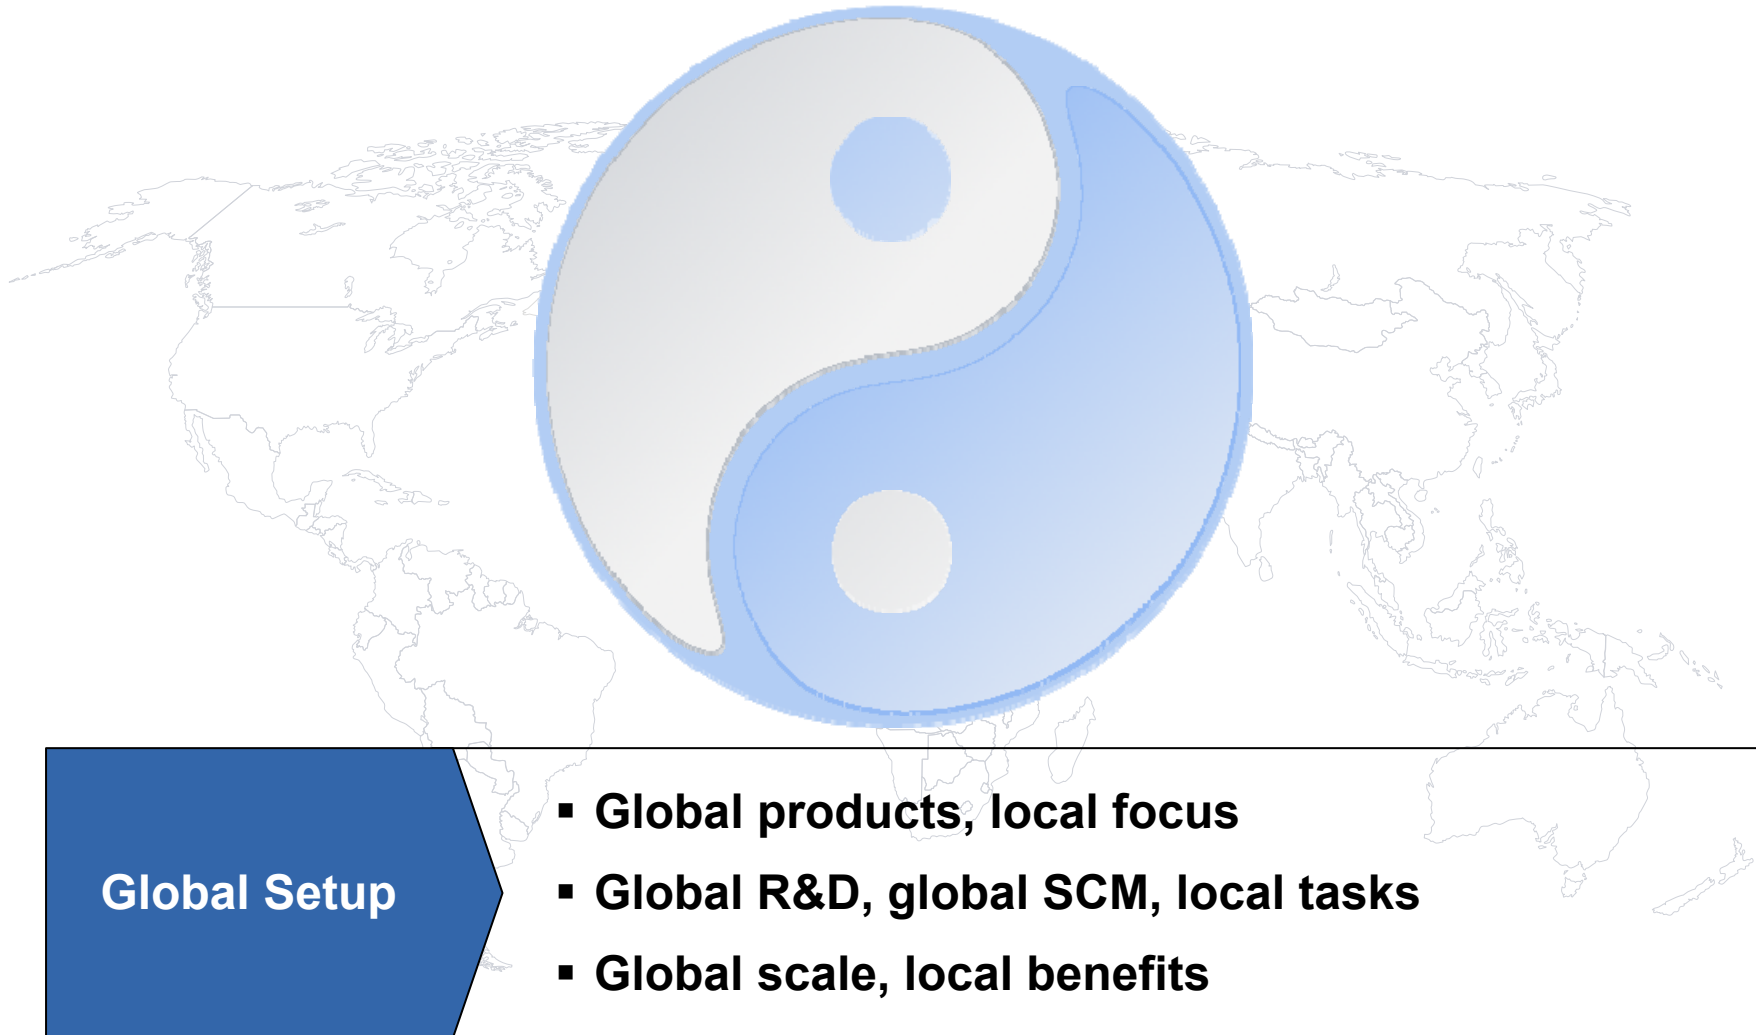 Global Setup
▪ Global products, local focus
▪ Global R&D, global SCM, local tasks
▪ Global scale, local benefits